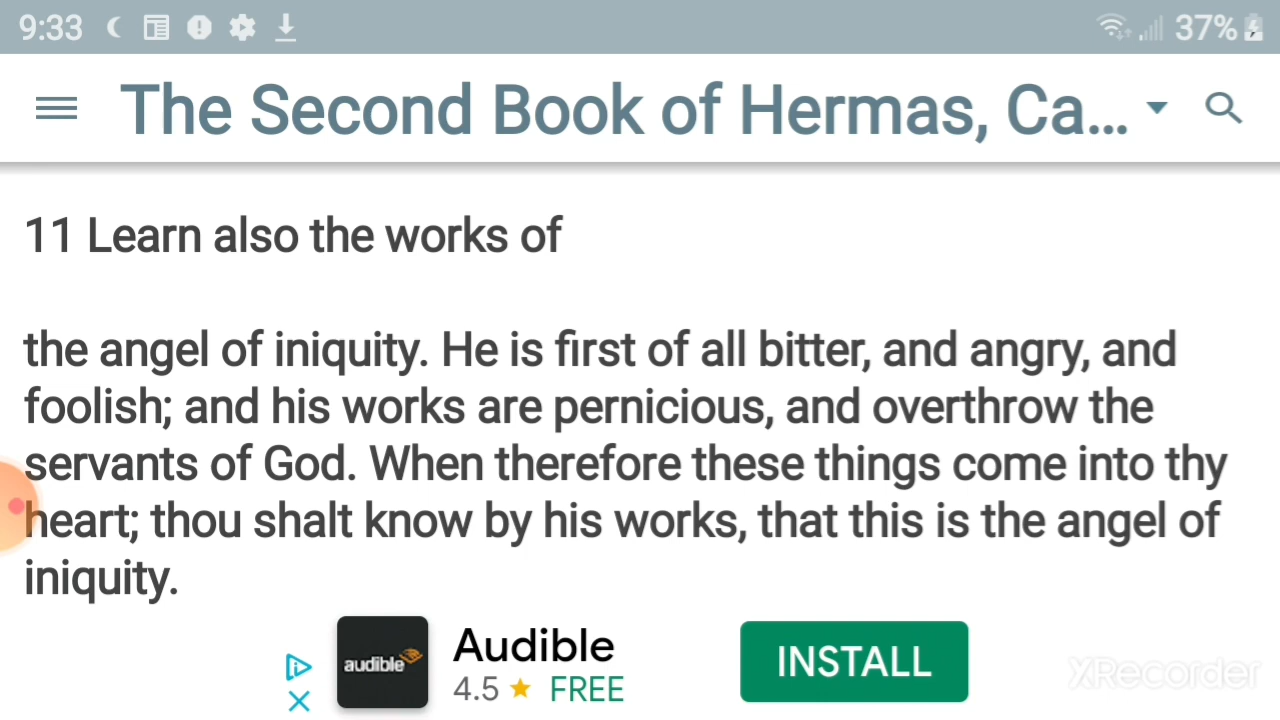 9:33
37%
The Second Book of Hermas, Ca...
11 Learn also the works of
the angel of iniquity. He is first of all bitter, and angry, and
foolish; and his works are pernicious, and overthrow the
servants of God. When therefore these things come into thy
heart; thou shalt know by his works, that this is the angel of
iniquity.
audible
Audible
4.5 ★ FREE
INSTALL
XRecorder